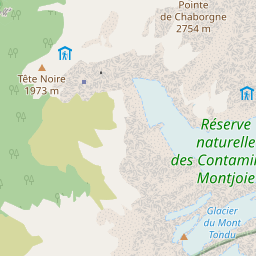 Pointe
de Chaborgne
2754 m
Tête Noire
1973 m
Réserve
naturelle
des Contamin
Montjoie
Glacier
du Mont
Tondu